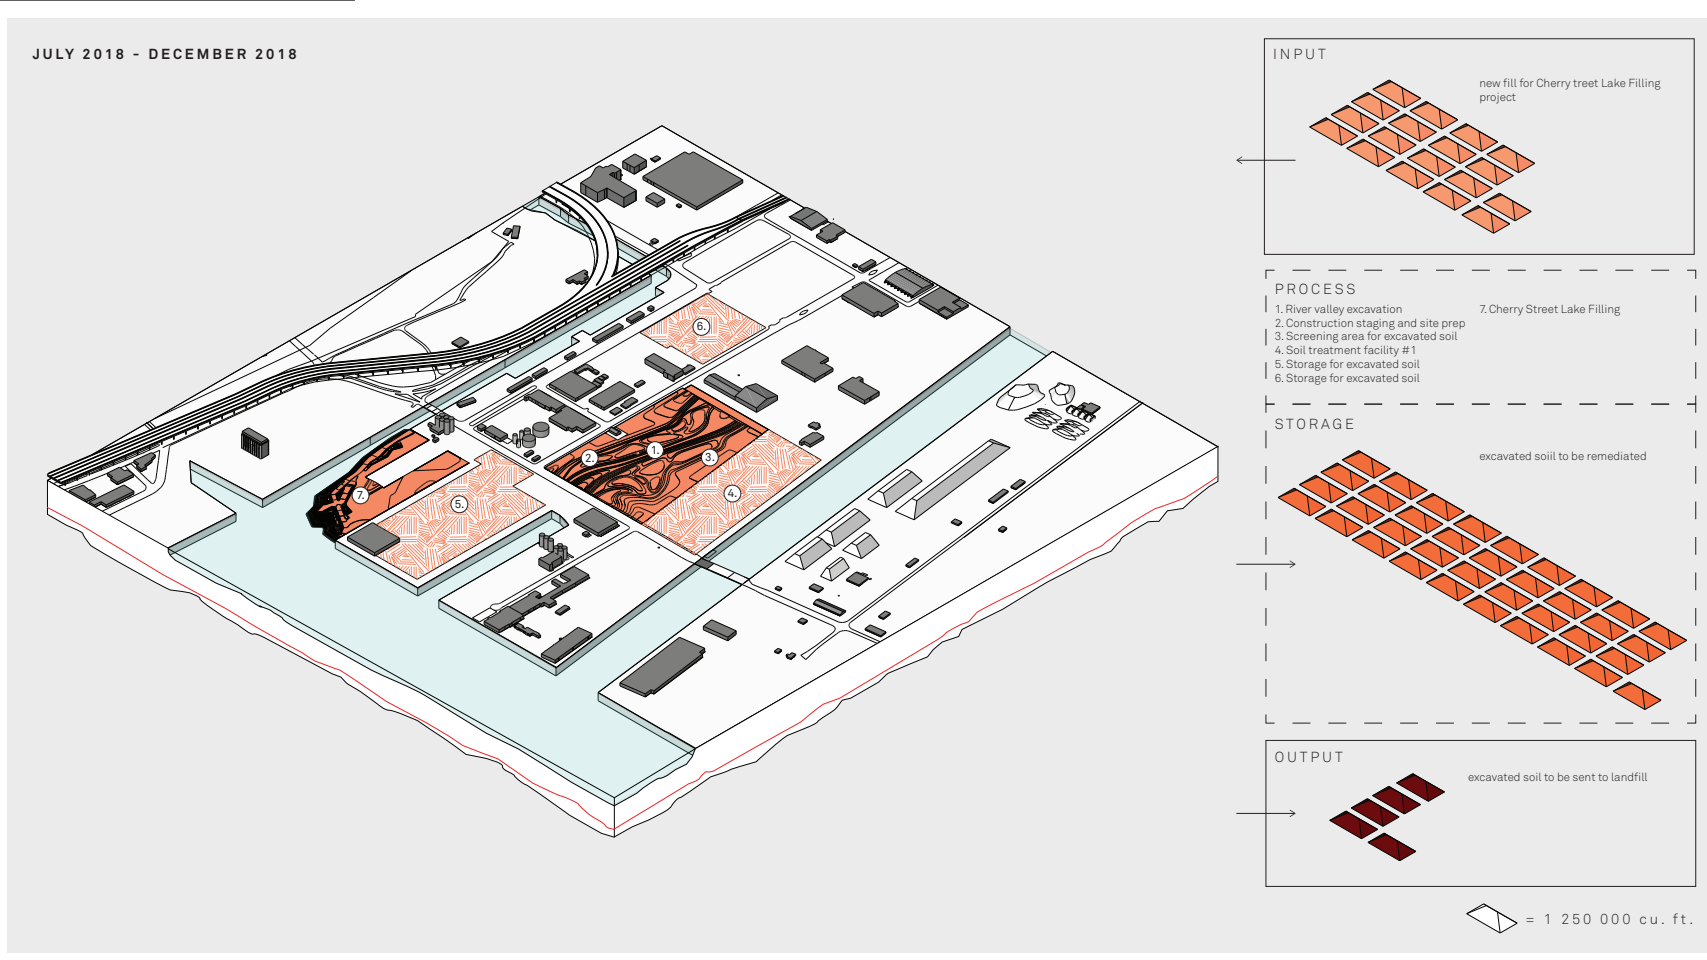 JULY 2018 - DECEMBER 2018
INPUT
new fill for Cherry treet Lake Filling
project
PROCESS
1. River valley excavation
2. Construction staging and site prep
3. Screening area for excavated soil
4. Soil treatment facility #1
5. Storage for excavated soil
6. Storage for excavated soil
7. Cherry Street Lake Filling
STORAGE
excavated soiil to be remediated
OUTPUT
excavated soil to be sent to landfill
= 1 250 000 cu. ft.
6.
1.
2.
3.
4.
7.
5.